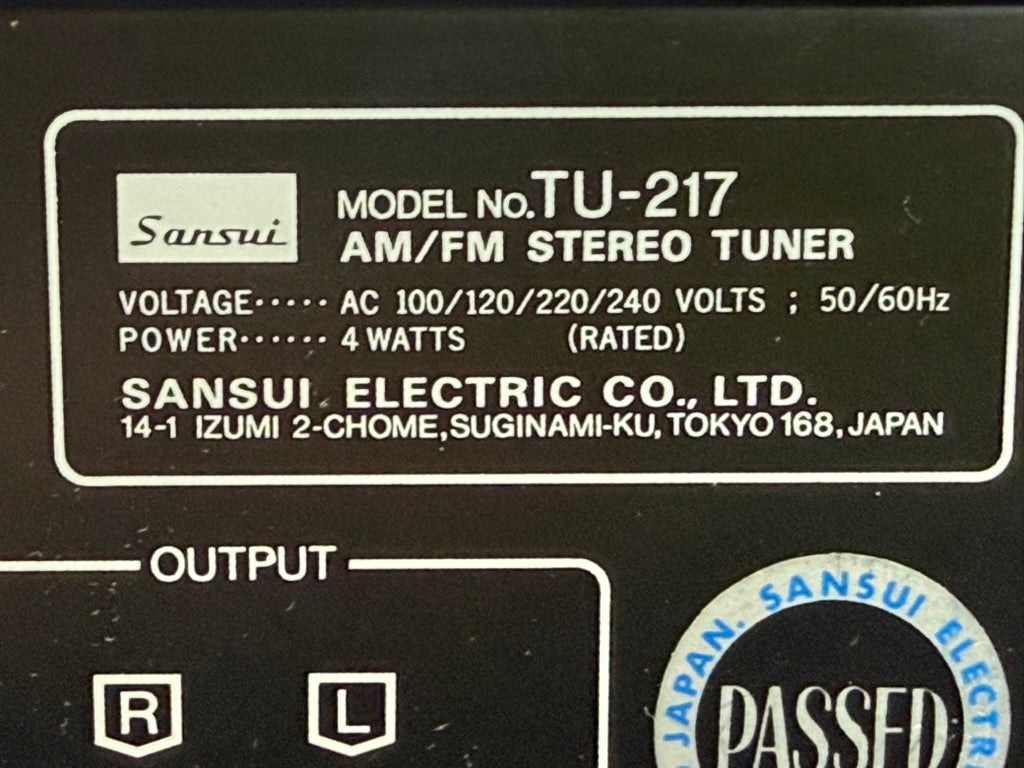 Sansui
MODEL No.TU-217
AM/FM STEREO TUNER
VOLTAGE····· AC 100/120/220/240 VOLTS ; 50/60Hz
POWER······ 4 WATTS (RATED)
SANSUI ELECTRIC CO., LTD.
14-1 IZUMI 2-CHOME, SUGINAMI-KU, TOKYO 168, JAPAN
OUTPUT
R L
JAPAN. SANSUI ELECTR
PASSED